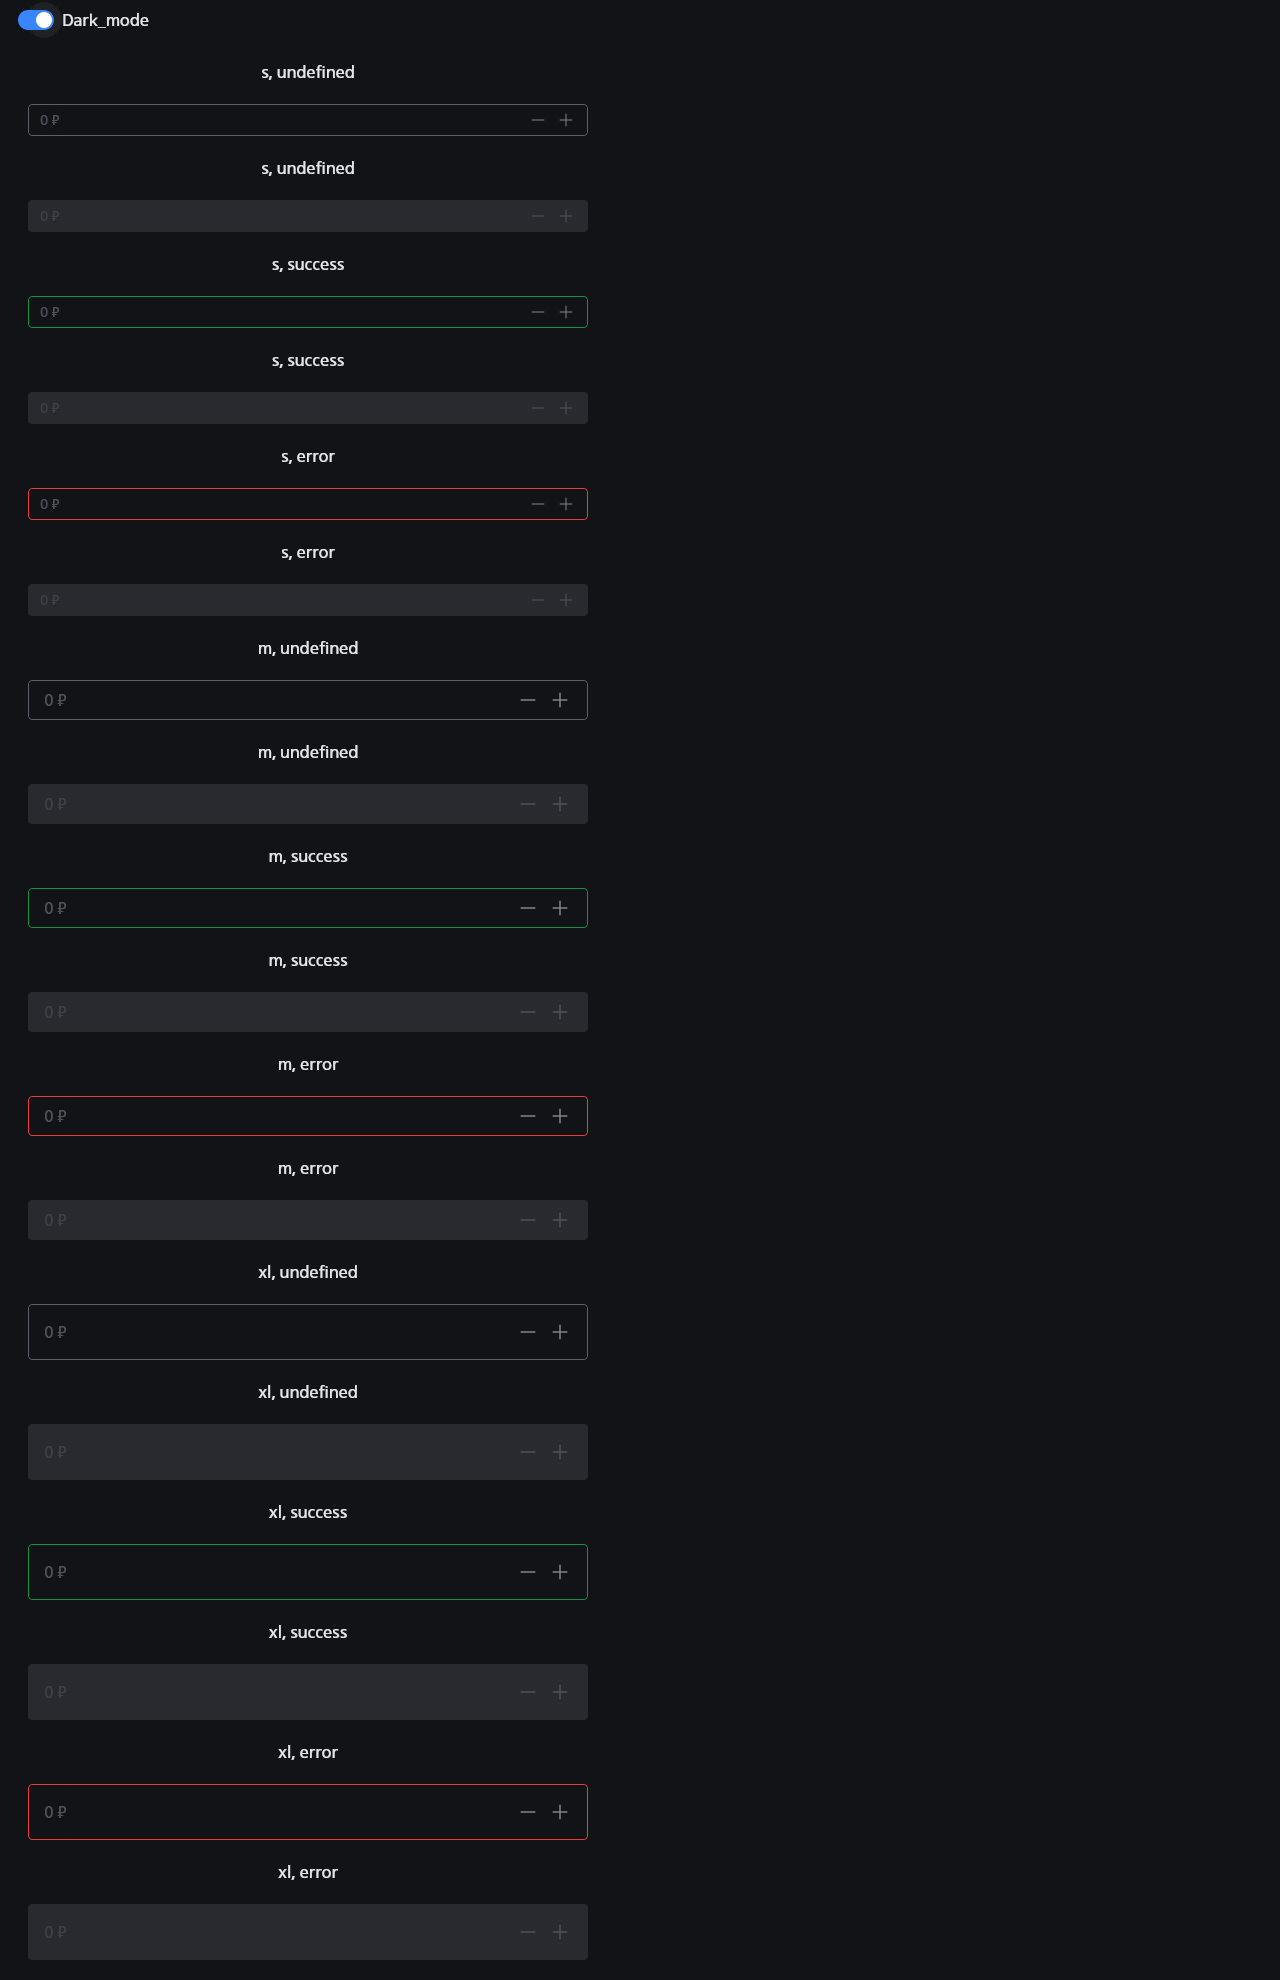 Dark_mode
s, undefined
0 ₽
s, undefined
0 ₽
s, success
0 ₽
s, success
0 ₽
s, error
0 ₽
s, error
0 ₽
m, undefined
0 ₽
m, undefined
0 ₽
m, success
0 ₽
m, success
0 ₽
m, error
0 ₽
m, error
0 ₽
xl, undefined
0 ₽
xl, undefined
0 ₽
xl, success
0 ₽
xl, success
0 ₽
xl, error
0 ₽
xl, error
0 ₽